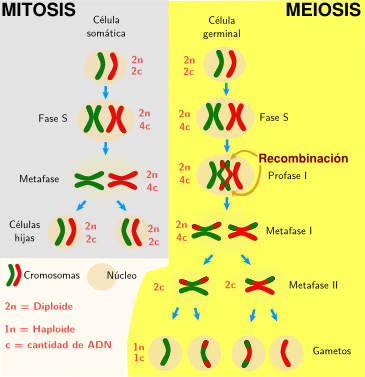 MITOSIS
Célula
somática
2n
2c
Fase S
2n
4c
Metafase
2n
4c
Células
hijas
2n
2c
2n
2c
Cromosomas
Núcleo
2n = Diploide
1n = Haploide
c = cantidad de ADN
MEIOSIS
Célula
germinal
2n
2c
2n
4c
Fase S
2n
4c
Recombinación
Profase I
2n
4c
Metafase I
2c
2c
Metafase II
1n
1c
Gametos